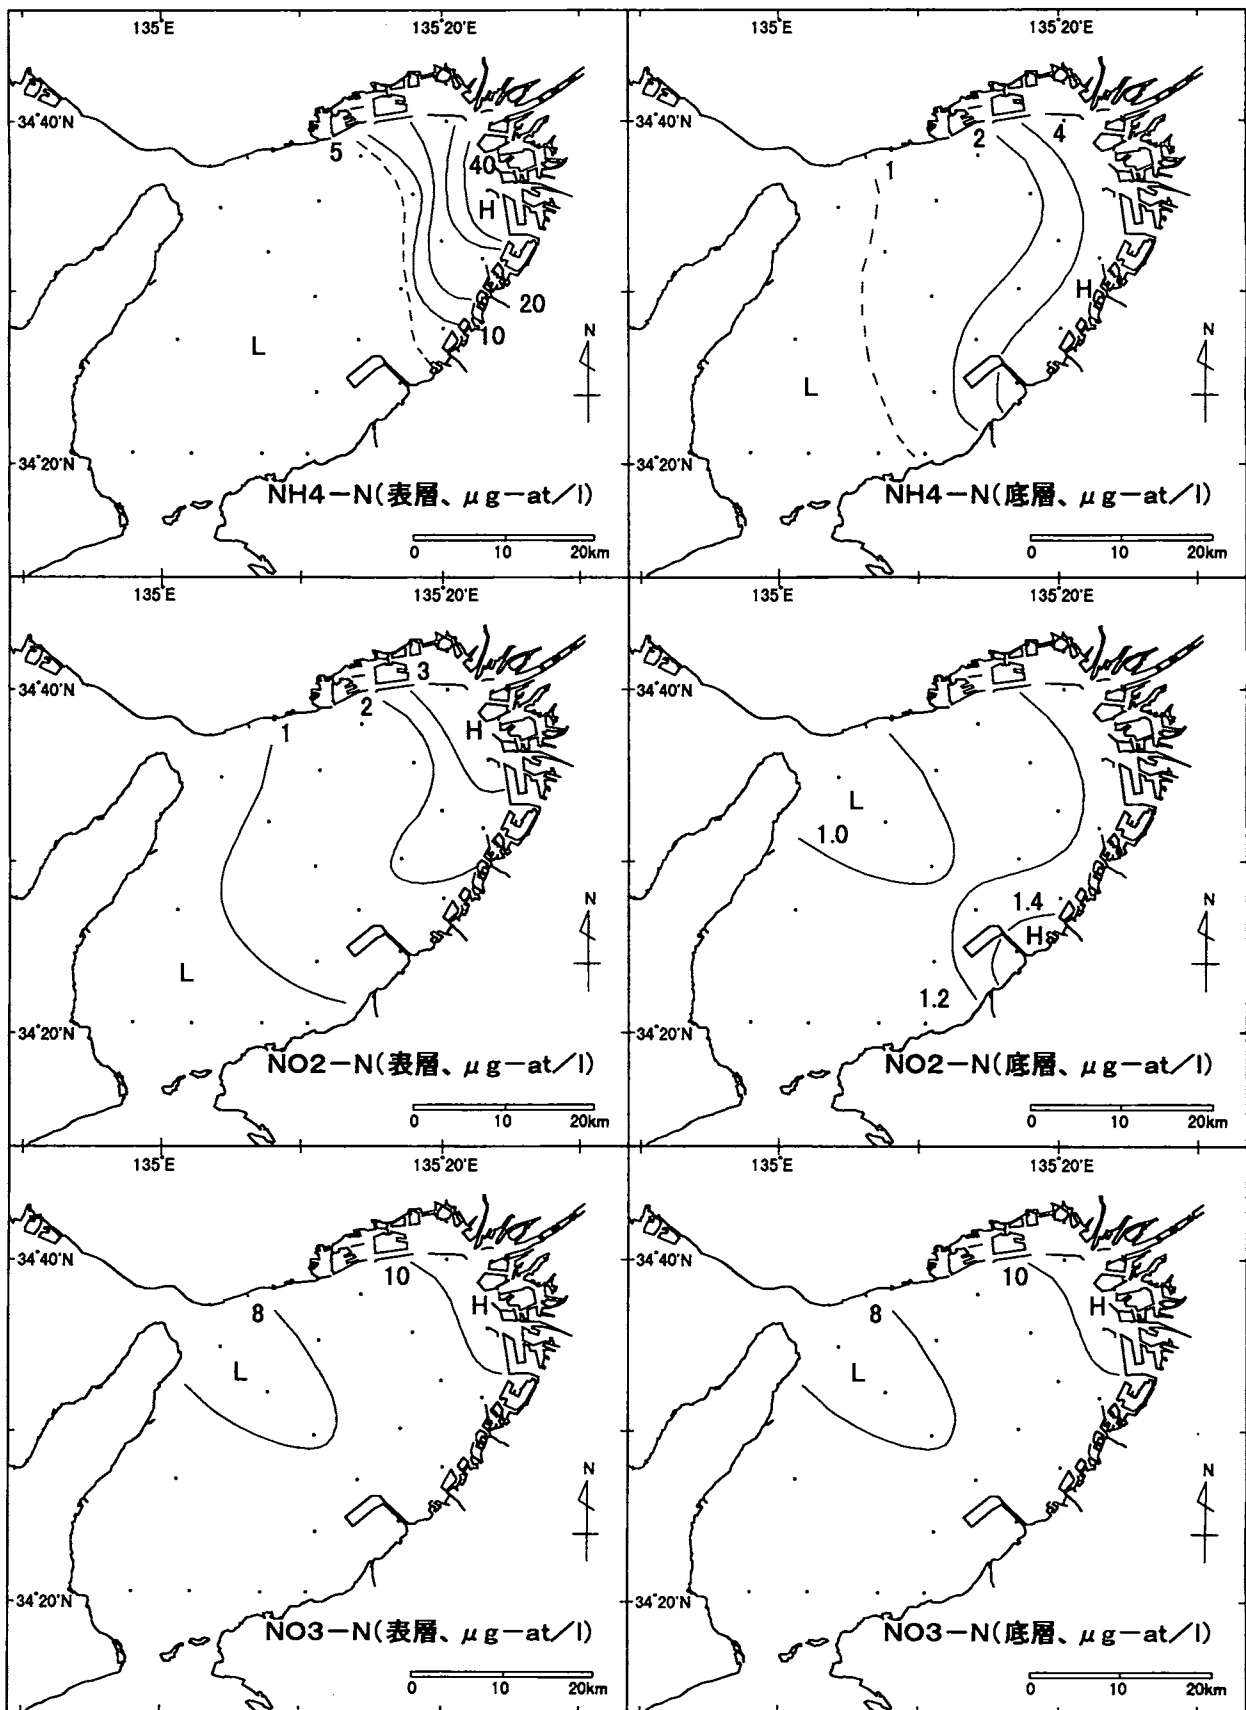 135°E 135°20'E 135°E 135°20'E
34°40'N 34°40'N
5 40 2 4
1
H
H
20
10
L
L
N N
34°20'N 34°20'N
NH4-N(表層、μg-at/l) NH4-N(底層、μg-at/l)
0 10 20km 0 10 20km
135°E 135°20'E 135°E 135°20'E
34°40'N 34°40'N
3
2
1
H
L
1.0
1.4
H
L
1.2
N N
34°20'N 34°20'N
NO2-N(表層、μg-at/l) NO2-N(底層、μg-at/l)
0 10 20km 0 10 20km
135°E 135°20'E 135°E 135°20'E
34°40'N 34°40'N
10 10
8 H 8 H
L L
N N
34°20'N 34°20'N
NO3-N(表層、μg-at/l) NO3-N(底層、μg-at/l)
0 10 20km 0 10 20km